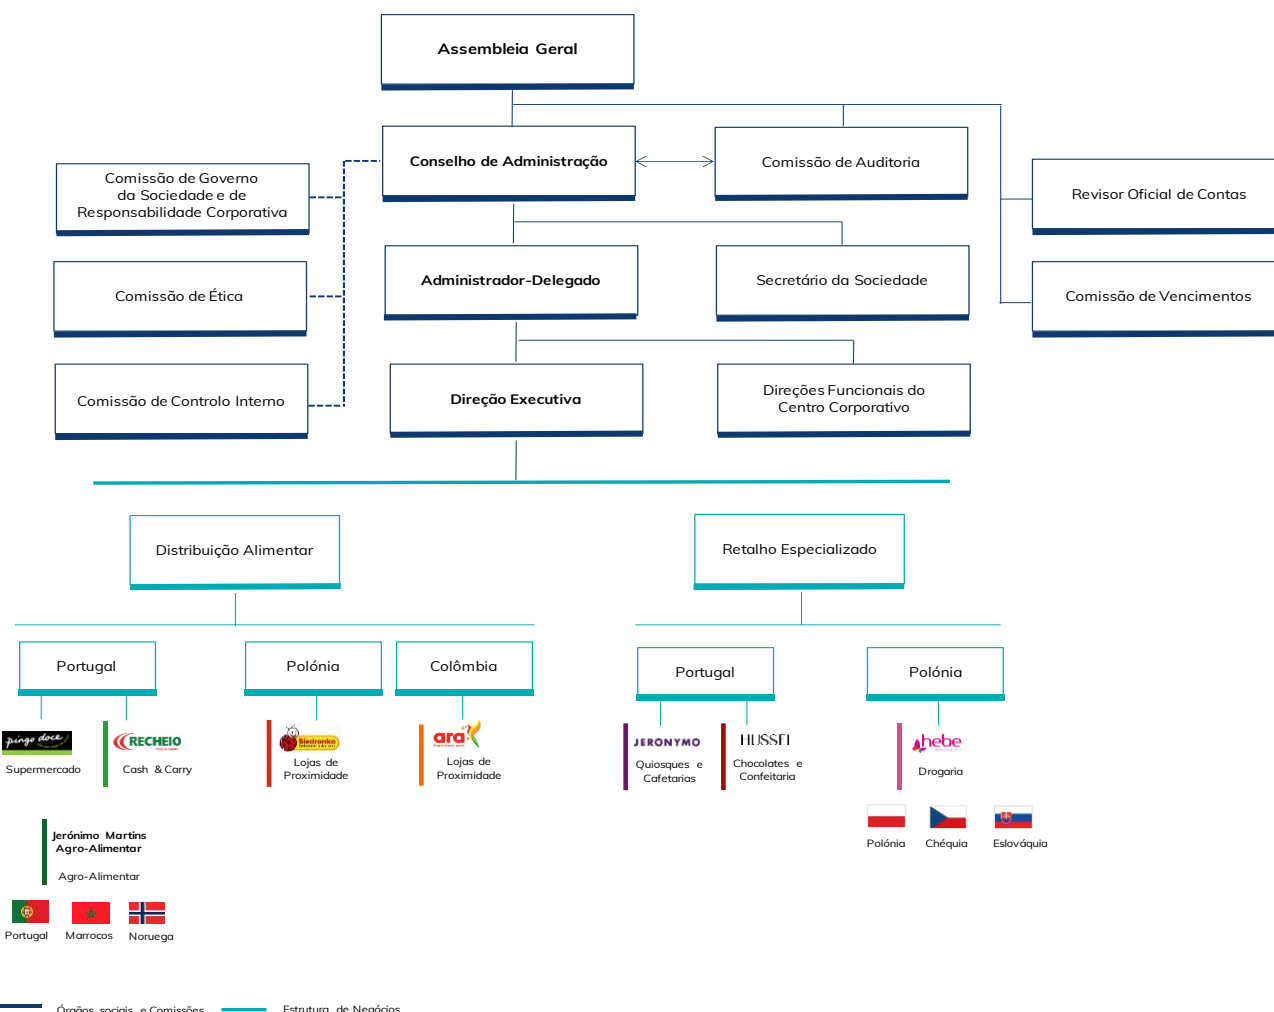 Assembleia Geral
Conselho de Administração
Comissão de Auditoria
Comissão de Governo
da Sociedade e de
Responsabilidade Corporativa
Revisor Oficial de Contas
Comissão de Ética
Administrador-Delegado
Secretário da Sociedade
Comissão de Vencimentos
Comissão de Controlo Interno
Direção Executiva
Direções Funcionais do
Centro Corporativo
Distribuição Alimentar
Retalho Especializado
Portugal
Polónia
Colômbia
Portugal
Polónia
pingo doce
Supermercado
RECHEIO
Cash & Carry
Biedronka
Lojas de
Proximidade
ara
Lojas de
Proximidade
JERONYMO
Quiosques e
Cafetarias
HUSSEL
Chocolates e
Confeitaria
hebe
Drogaria
Polónia
Chéquia
Eslováquia
Jerónimo Martins
Agro-Alimentar
Agro-Alimentar
Portugal
Marrocos
Noruega
Órgãos sociais e Comissões
Estrutura de Negócios